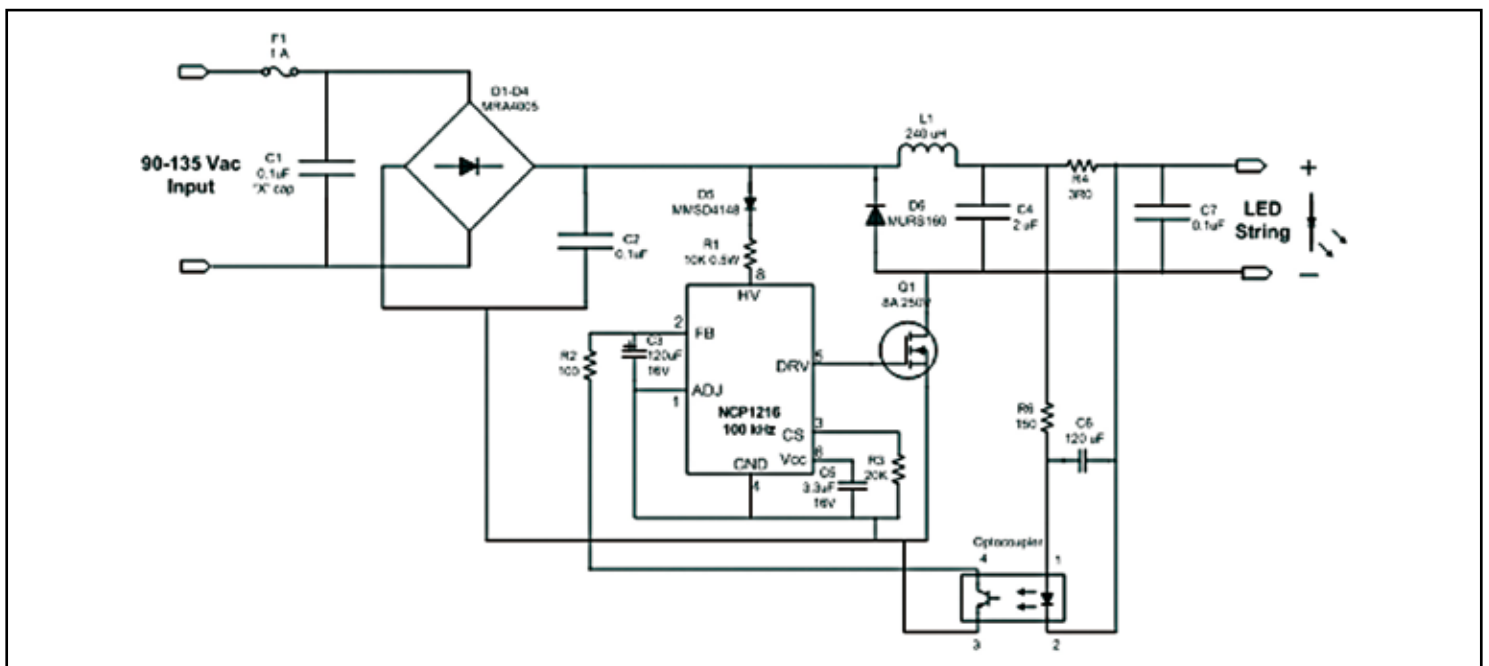 F1
1 A
90-135 Vac
Input
C1
0.1uF
"X" cap
D1-D4
MRA4005
C2
0.1uF
D5
MMSD4148
R1
10K 0.5W
8
HV
L1
240 uH
D6
MURS160
C4
2 uF
R4
3R0
C7
0.1uF
+
LED
String
−
Q1
8A 250V
2
FB
C3
120uF
16V
R2
100
ADJ
1
DRV
5
NCP1216
100 kHz
3
CS
Vcc
6
GND
4
C5
3.3uF
16V
R3
20K
R6
150
C6
120 uF
Optocoupler
4
1
3
2